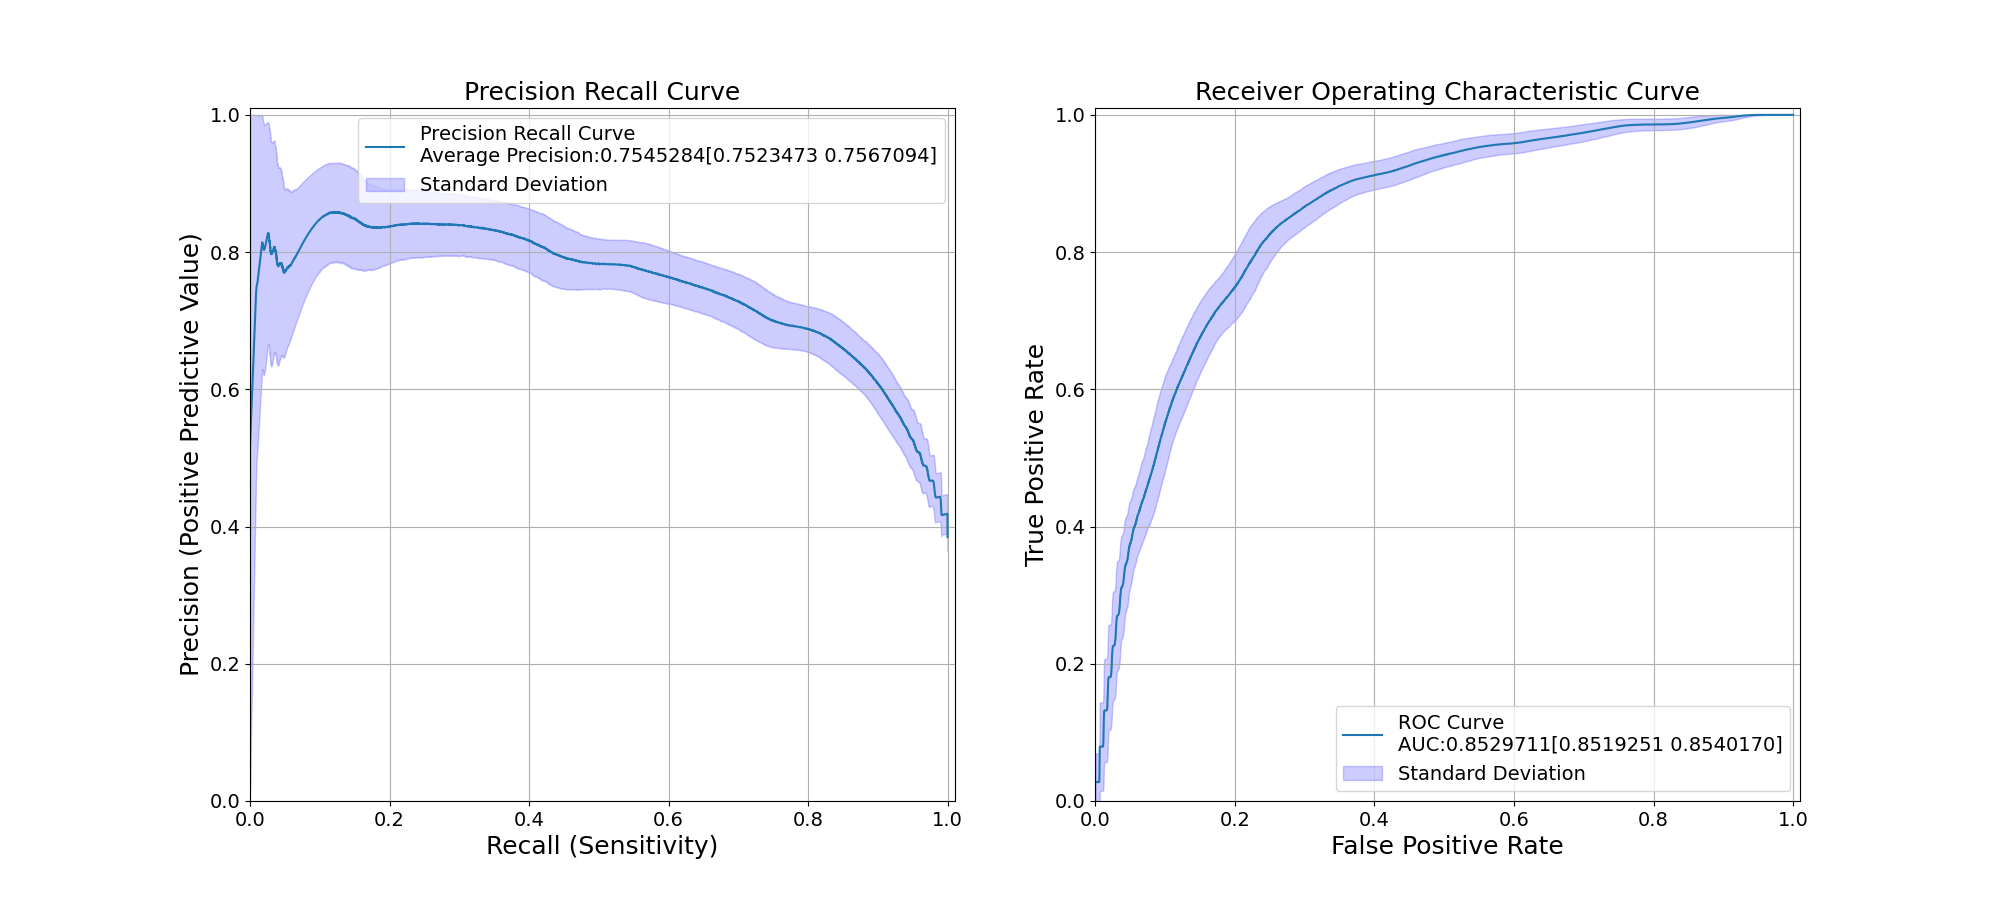 Precision Recall Curve
1.0
0.8
0.6
0.4
0.2
0.0
Precision (Positive Predictive Value)
Precision Recall Curve
Average Precision:0.7545284[0.7523473 0.7567094]
Standard Deviation
0.0 0.2 0.4 0.6 0.8 1.0
Recall (Sensitivity)
Receiver Operating Characteristic Curve
1.0
0.8
0.6
0.4
0.2
0.0
True Positive Rate
ROC Curve
AUC:0.8529711[0.8519251 0.8540170]
Standard Deviation
0.0 0.2 0.4 0.6 0.8 1.0
False Positive Rate